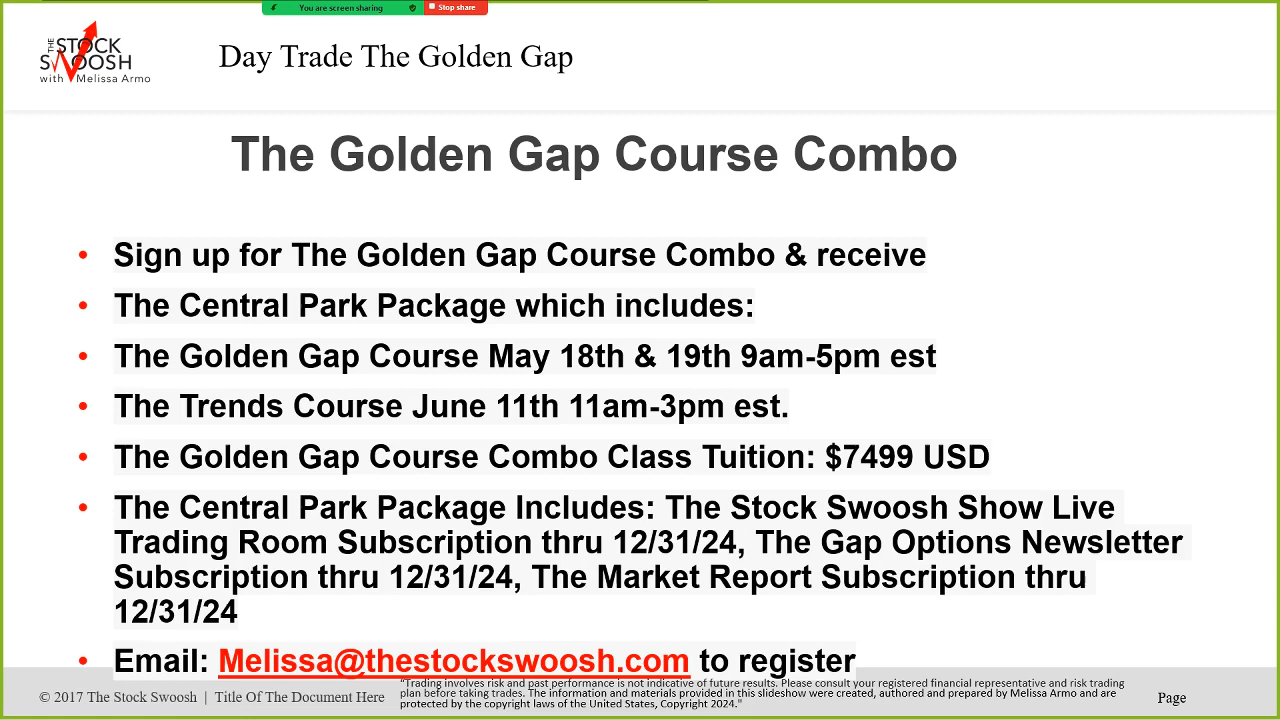 You are screen sharing
Stop share
THE
STOCK
SWOOSH
with Melissa Armo
Day Trade The Golden Gap
The Golden Gap Course Combo
• Sign up for The Golden Gap Course Combo & receive
• The Central Park Package which includes:
• The Golden Gap Course May 18th & 19th 9am-5pm est
• The Trends Course June 11th 11am-3pm est.
• The Golden Gap Course Combo Class Tuition: $7499 USD
• The Central Park Package Includes: The Stock Swoosh Show Live
Trading Room Subscription thru 12/31/24, The Gap Options Newsletter
Subscription thru 12/31/24, The Market Report Subscription thru
12/31/24
• Email: Melissa@thestockswoosh.com to register
© 2017 The Stock Swoosh | Title Of The Document Here
"Trading involves risk and past performance is not indicative of future results. Please consult your registered financial representative and risk trading
plan before taking trades. The information and materials provided in this slideshow were created, authored and prepared by Melissa Armo and are
protected by the copyright laws of the United States, Copyright 2024."
Page